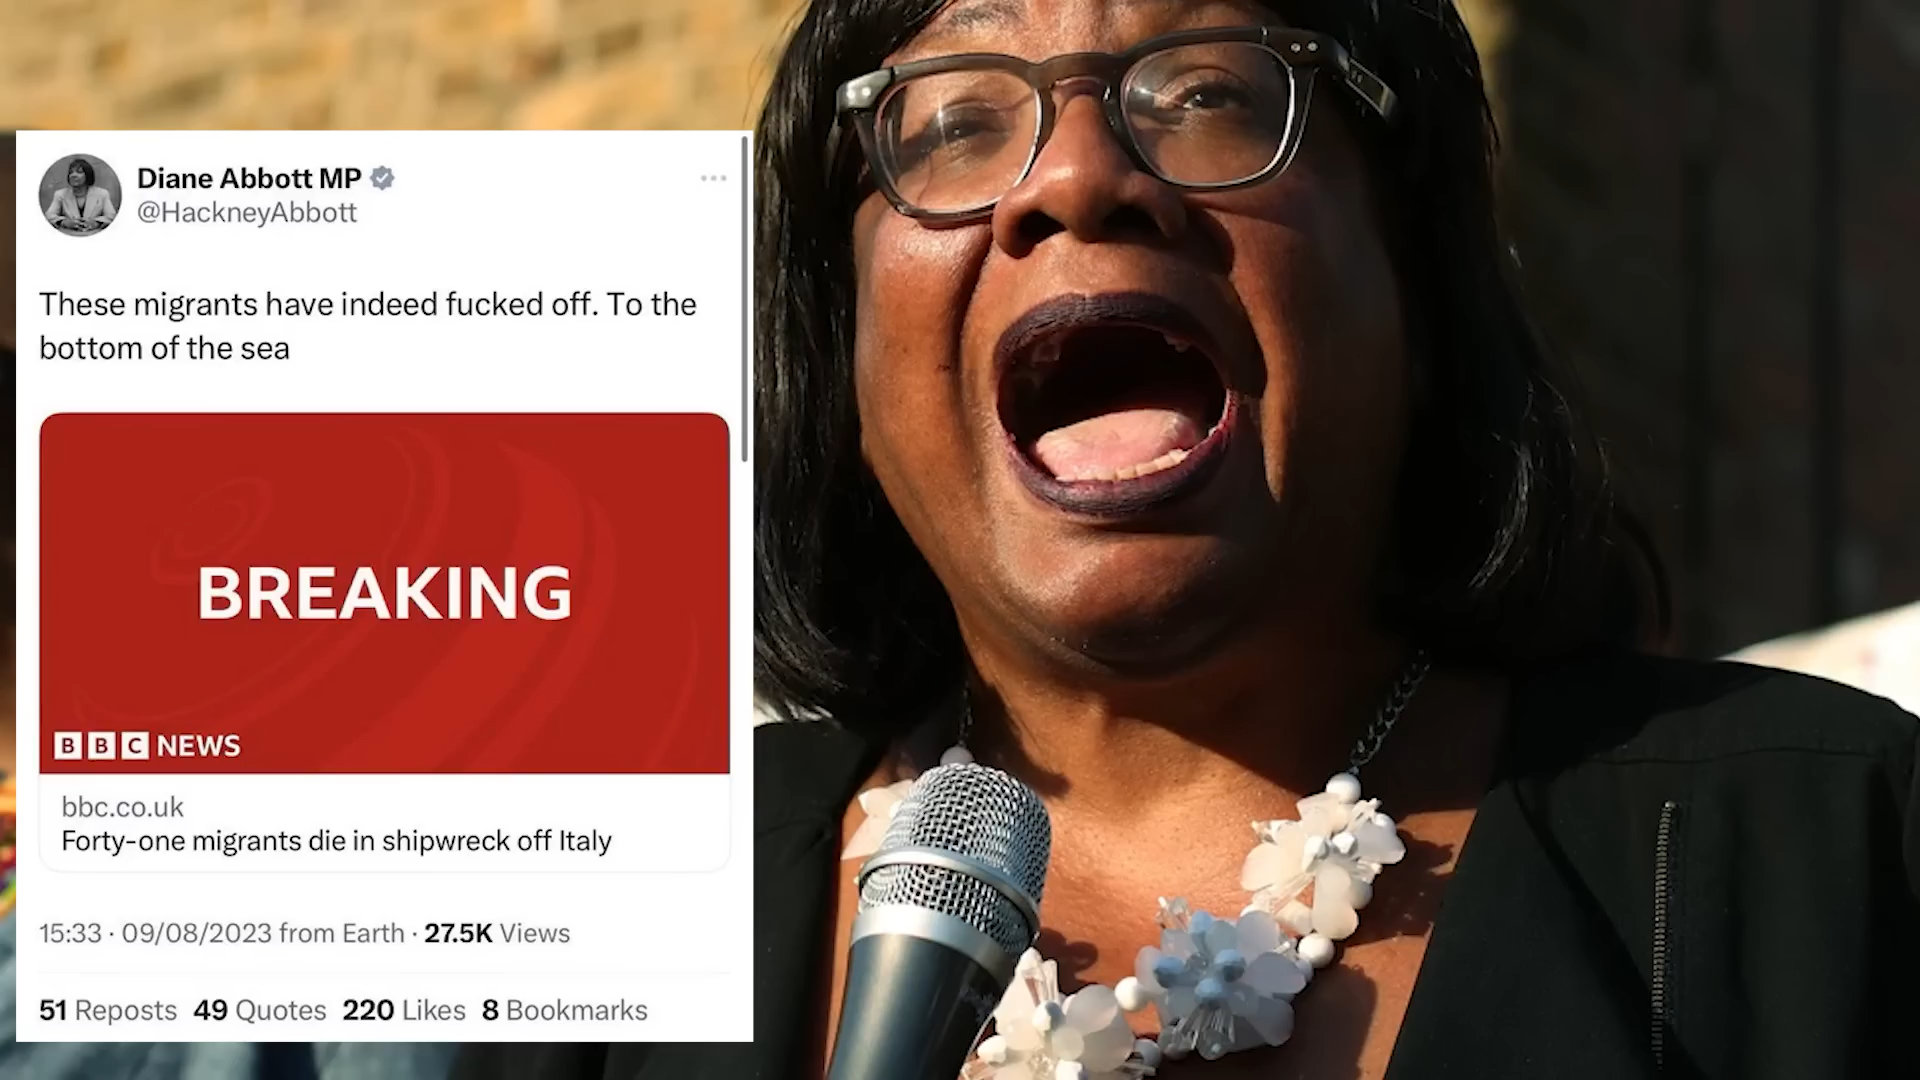 Diane Abbott MP
@HackneyAbbott
These migrants have indeed fucked off. To the
bottom of the sea
BREAKING
BBC NEWS
bbc.co.uk
Forty-one migrants die in shipwreck off Italy
15:33 · 09/08/2023 from Earth · 27.5K Views
51 Reposts 49 Quotes 220 Likes 8 Bookmarks